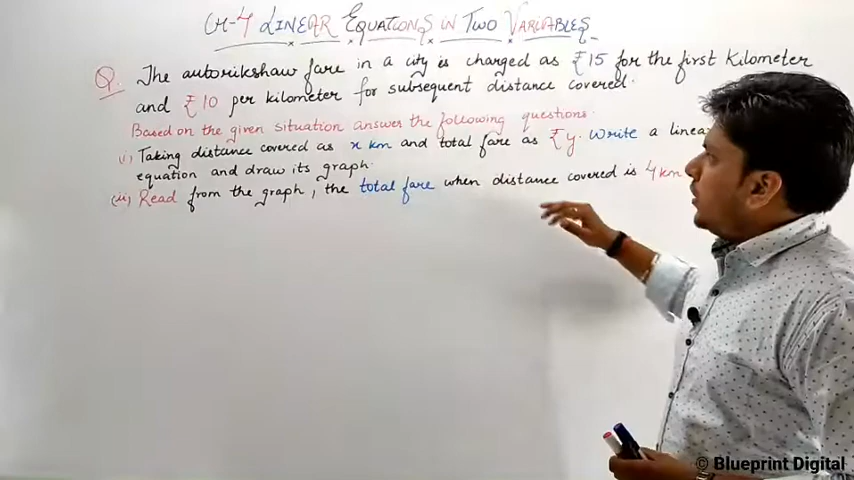 CH-4 LINEAR EQUATIONS IN TWO VARIABLES
Q. The autorikshaw fare in a city is charged as ₹15 for the first Kilometer
and ₹10 per kilometer for subsequent distance covered.
Based on the given situation answer the following questions.
i) Taking distance covered as x km and total fare as ₹y. Write a linea
equation and draw its graph.
(ii) Read from the graph, the total fare when distance covered is 4 km
© Blueprint Digital